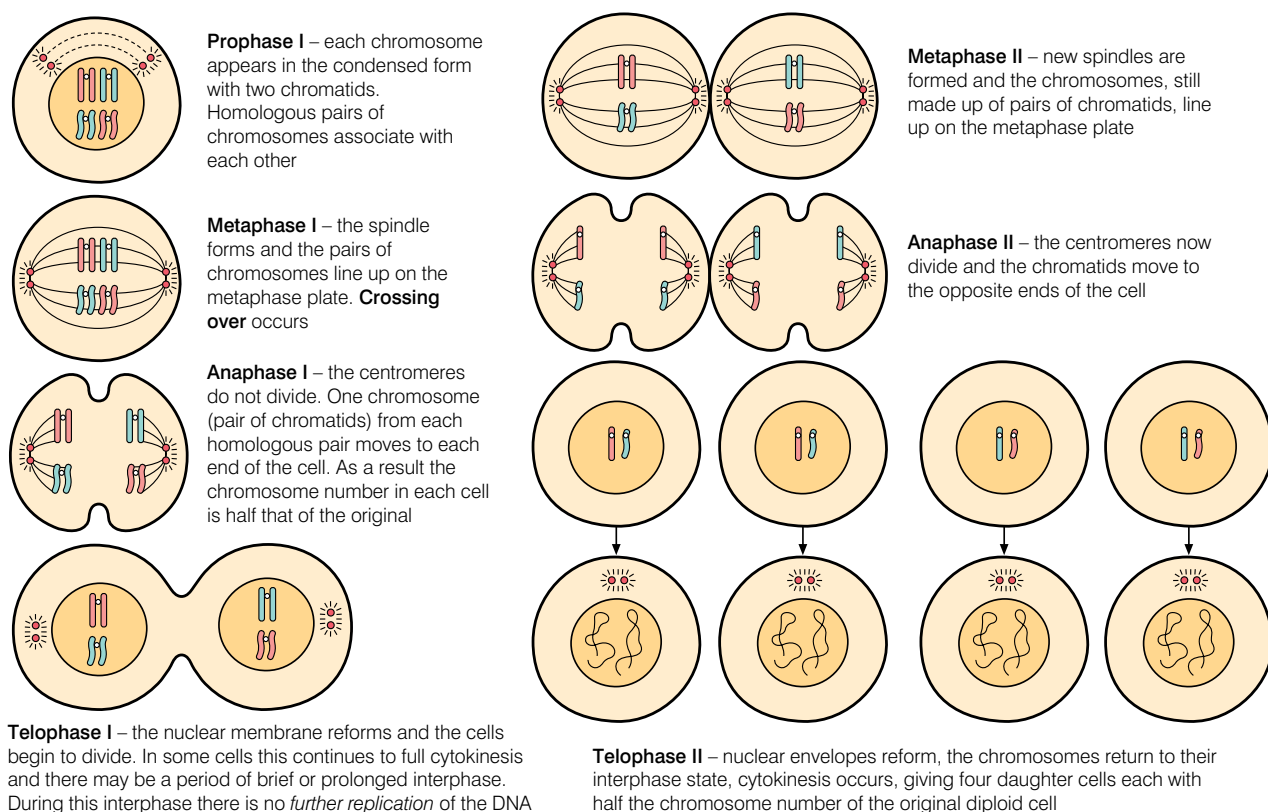 Prophase I – each chromosome
appears in the condensed form
with two chromatids.
Homologous pairs of
chromosomes associate with
each other
Metaphase I – the spindle
forms and the pairs of
chromosomes line up on the
metaphase plate. Crossing
over occurs
Anaphase I – the centromeres
do not divide. One chromosome
(pair of chromatids) from each
homologous pair moves to each
end of the cell. As a result the
chromosome number in each cell
is half that of the original
Telophase I – the nuclear membrane reforms and the cells
begin to divide. In some cells this continues to full cytokinesis
and there may be a period of brief or prolonged interphase.
During this interphase there is no further replication of the DNA
Metaphase II – new spindles are
formed and the chromosomes, still
made up of pairs of chromatids, line
up on the metaphase plate
Anaphase II – the centromeres now
divide and the chromatids move to
the opposite ends of the cell
Telophase II – nuclear envelopes reform, the chromosomes return to their
interphase state, cytokinesis occurs, giving four daughter cells each with
half the chromosome number of the original diploid cell